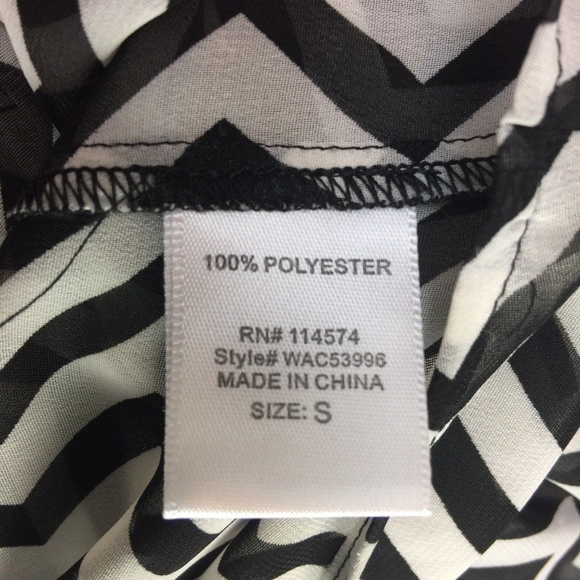 100% POLYESTER
RN# 114574
Style# WAC53996
MADE IN CHINA
SIZE: S